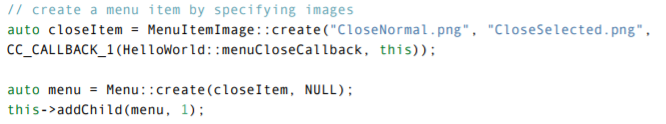 // create a menu item by specifying images
auto closeItem = MenuItemImage::create("CloseNormal.png", "CloseSelected.png",
CC_CALLBACK_1(HelloWorld::menuCloseCallback, this));

auto menu = Menu::create(closeItem, NULL);
this->addChild(menu, 1);